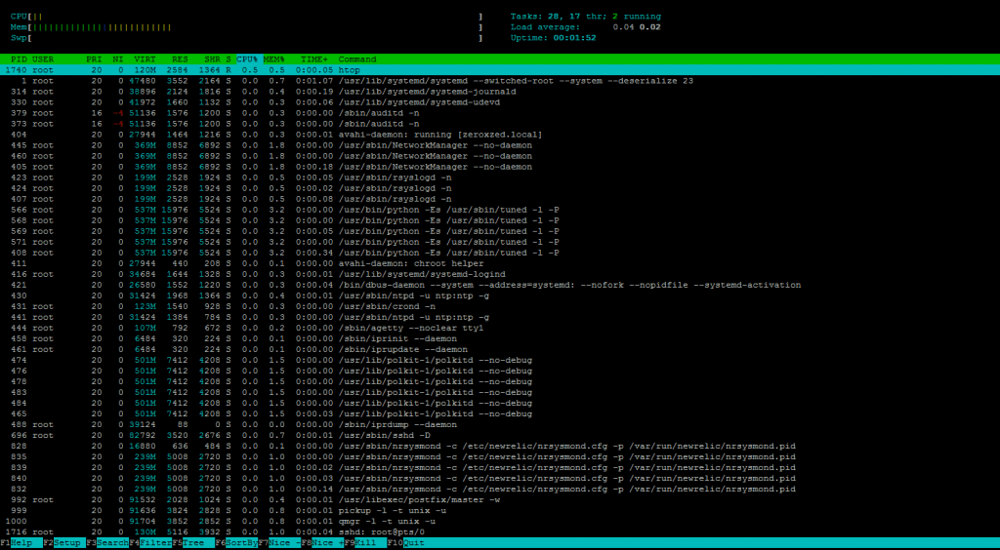 CPU[|| ] Tasks: 28, 17 thr; 2 running
Mem[|||||||||||||||||||||||||| ] Load average: 0.04 0.02
Swp[ ] Uptime: 00:01:52
PID USER PRI NI VIRT RES SHR S CPU% MEM% TIME+ Command
1740 root 20 0 120M 2584 1364 R 0.5 0.5 0:00.05 htop
1 root 20 0 47480 3552 2164 S 0.0 0.7 0:01.07 /usr/lib/systemd/systemd --switched-root --system --deserialize 23
314 root 20 0 38896 2124 1816 S 0.0 0.4 0:00.19 /usr/lib/systemd/systemd-journald
330 root 20 0 41972 1660 1132 S 0.0 0.3 0:00.06 /usr/lib/systemd/systemd-udevd
379 root 16 -4 51136 1576 1200 S 0.0 0.3 0:00.00 /sbin/auditd -n
373 root 16 -4 51136 1576 1200 S 0.0 0.3 0:00.00 /sbin/auditd -n
404 20 0 27944 1464 1216 S 0.0 0.3 0:00.01 avahi-daemon: running [zeroxzed.local]
445 root 20 0 369M 8852 6892 S 0.0 1.8 0:00.00 /usr/sbin/NetworkManager --no-daemon
460 root 20 0 369M 8852 6892 S 0.0 1.8 0:00.00 /usr/sbin/NetworkManager --no-daemon
405 root 20 0 369M 8852 6892 S 0.0 1.8 0:00.18 /usr/sbin/NetworkManager --no-daemon
423 root 20 0 199M 2528 1924 S 0.0 0.5 0:00.05 /usr/sbin/rsyslogd -n
424 root 20 0 199M 2528 1924 S 0.0 0.5 0:00.02 /usr/sbin/rsyslogd -n
407 root 20 0 199M 2528 1924 S 0.0 0.5 0:00.08 /usr/sbin/rsyslogd -n
566 root 20 0 537M 15976 5524 S 0.0 3.2 0:00.00 /usr/bin/python -Es /usr/sbin/tuned -l -P
568 root 20 0 537M 15976 5524 S 0.0 3.2 0:00.00 /usr/bin/python -Es /usr/sbin/tuned -l -P
569 root 20 0 537M 15976 5524 S 0.0 3.2 0:00.05 /usr/bin/python -Es /usr/sbin/tuned -l -P
571 root 20 0 537M 15976 5524 S 0.0 3.2 0:00.00 /usr/bin/python -Es /usr/sbin/tuned -l -P
408 root 20 0 537M 15976 5524 S 0.0 3.2 0:00.34 /usr/bin/python -Es /usr/sbin/tuned -l -P
411 20 0 27944 440 208 S 0.0 0.1 0:00.00 avahi-daemon: chroot helper
416 root 20 0 34684 1644 1328 S 0.0 0.3 0:00.01 /usr/lib/systemd/systemd-logind
421 20 0 26580 1552 1220 S 0.0 0.3 0:00.04 /bin/dbus-daemon --system --address=systemd: --nofork --nopidfile --systemd-activation
430 20 0 31424 1968 1364 S 0.0 0.4 0:00.01 /usr/sbin/ntpd -u ntp:ntp -g
431 root 20 0 123M 1540 928 S 0.0 0.3 0:00.00 /usr/sbin/crond -n
441 root 20 0 31424 1384 784 S 0.0 0.3 0:00.00 /usr/sbin/ntpd -u ntp:ntp -g
444 root 20 0 107M 792 672 S 0.0 0.2 0:00.00 /sbin/agetty --noclear tty1
458 root 20 0 6484 320 224 S 0.0 0.1 0:00.00 /sbin/iprinit --daemon
461 root 20 0 6484 320 224 S 0.0 0.1 0:00.00 /sbin/iprupdate --daemon
474 20 0 501M 7412 4208 S 0.0 1.5 0:00.00 /usr/lib/polkit-1/polkitd --no-debug
476 20 0 501M 7412 4208 S 0.0 1.5 0:00.00 /usr/lib/polkit-1/polkitd --no-debug
478 20 0 501M 7412 4208 S 0.0 1.5 0:00.00 /usr/lib/polkit-1/polkitd --no-debug
483 20 0 501M 7412 4208 S 0.0 1.5 0:00.00 /usr/lib/polkit-1/polkitd --no-debug
484 20 0 501M 7412 4208 S 0.0 1.5 0:00.00 /usr/lib/polkit-1/polkitd --no-debug
465 20 0 501M 7412 4208 S 0.0 1.5 0:00.03 /usr/lib/polkit-1/polkitd --no-debug
488 root 20 0 39124 88 0 S 0.0 0.0 0:00.00 /sbin/iprdump --daemon
696 root 20 0 82792 3520 2676 S 0.0 0.7 0:00.01 /usr/sbin/sshd -D
828 20 0 16880 636 484 S 0.0 0.1 0:00.00 /usr/sbin/nrsysmond -c /etc/newrelic/nrsysmond.cfg -p /var/run/newrelic/nrsysmond.pid
835 20 0 239M 5008 2720 S 0.0 1.0 0:00.00 /usr/sbin/nrsysmond -c /etc/newrelic/nrsysmond.cfg -p /var/run/newrelic/nrsysmond.pid
839 20 0 239M 5008 2720 S 0.0 1.0 0:00.02 /usr/sbin/nrsysmond -c /etc/newrelic/nrsysmond.cfg -p /var/run/newrelic/nrsysmond.pid
840 20 0 239M 5008 2720 S 0.0 1.0 0:00.03 /usr/sbin/nrsysmond -c /etc/newrelic/nrsysmond.cfg -p /var/run/newrelic/nrsysmond.pid
832 20 0 239M 5008 2720 S 0.0 1.0 0:00.14 /usr/sbin/nrsysmond -c /etc/newrelic/nrsysmond.cfg -p /var/run/newrelic/nrsysmond.pid
992 root 20 0 91532 2028 1024 S 0.0 0.4 0:00.01 /usr/libexec/postfix/master -w
999 20 0 91636 3824 2828 S 0.0 0.8 0:00.01 pickup -l -t unix -u
1000 20 0 91704 3852 2852 S 0.0 0.8 0:00.01 qmgr -l -t unix -u
1716 root 20 0 130M 5116 3932 S 0.0 1.0 0:00.04 sshd: root@pts/0
F1Help F2Setup F3SearchF4FilterF5Tree F6SortByF7Nice -F8Nice +F9Kill F10Quit